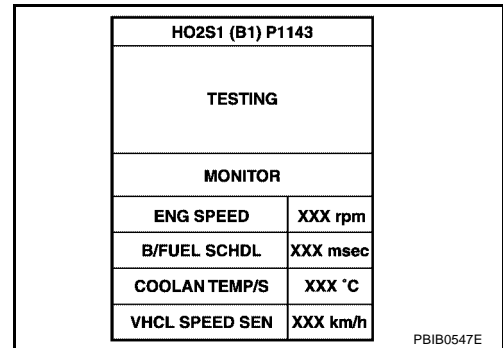 HO2S1 (B1) P1143
TESTING
MONITOR
ENG SPEED XXX rpm
B/FUEL SCHDL XXX msec
COOLAN TEMP/S XXX °C
VHCL SPEED SEN XXX km/h
PBIB0547E